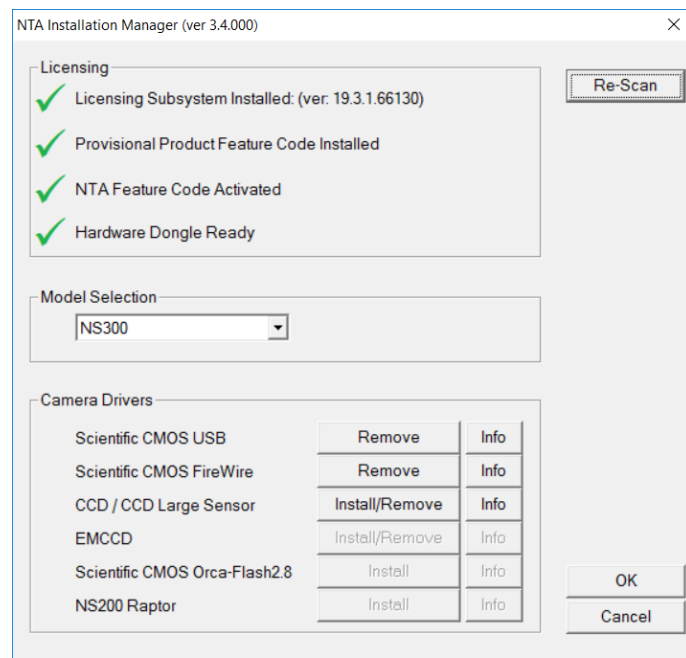 NTA Installation Manager (ver 3.4.000)
Licensing
Licensing Subsystem Installed: (ver: 19.3.1.66130)
Re-Scan
Provisional Product Feature Code Installed
NTA Feature Code Activated
Hardware Dongle Ready
Model Selection
NS300
Camera Drivers
Scientific CMOS USB Remove Info
Scientific CMOS FireWire Remove Info
CCD / CCD Large Sensor Install/Remove Info
EMCCD Install/Remove Info
Scientific CMOS Orca-Flash2.8 Install Info
NS200 Raptor Install Info
OK
Cancel